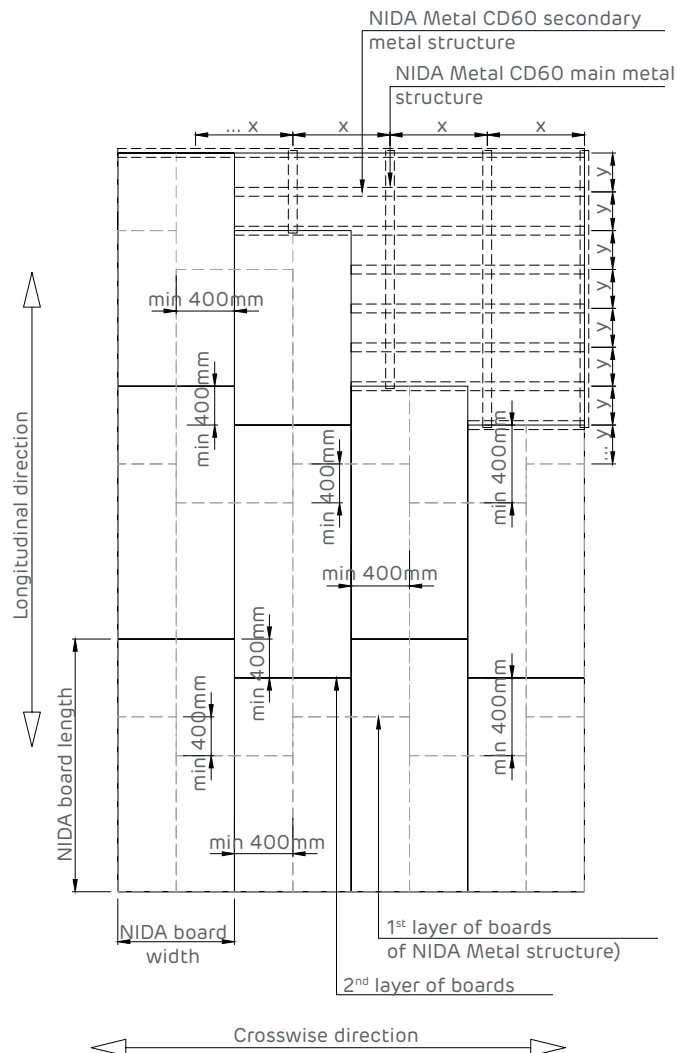 NIDA Metal CD60 secondary
metal structure
NIDA Metal CD60 main metal
structure
... x
x
x
x
y
y
y
y
y
y
y
... y
min 400mm
min 400mm
min 400mm
min 400mm
min 400mm
min 400mm
min 400mm
min 400mm
min 400mm
Longitudinal direction
NIDA board length
NIDA board
width
1st layer of boards
of NIDA Metal structure)
2nd layer of boards
Crosswise direction